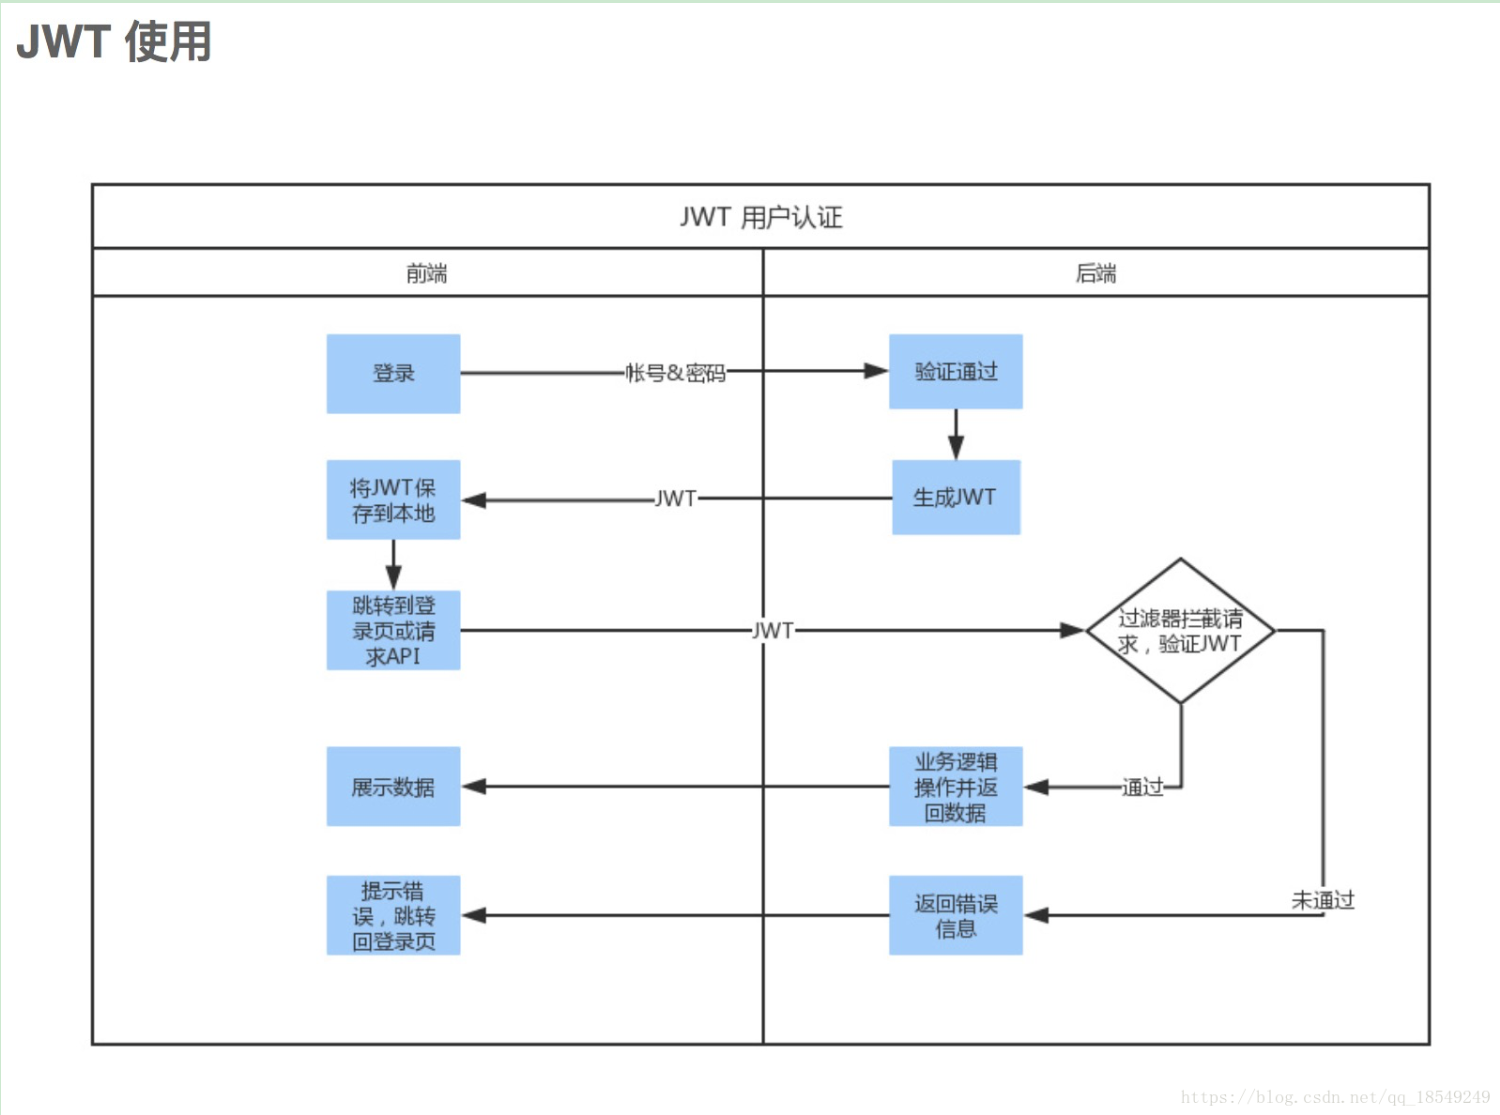 JWT 使用
JWT 用户认证
前端
后端
登录
帐号&密码
验证通过
将JWT保
存到本地
JWT
生成JWT
跳转到登
录页或请
求API
JWT
过滤器拦截请
求，验证JWT
展示数据
业务逻辑
操作并返
回数据
通过
提示错
误，跳转
回登录页
返回错误
信息
未通过
https://blog.csdn.net/qq_18549249